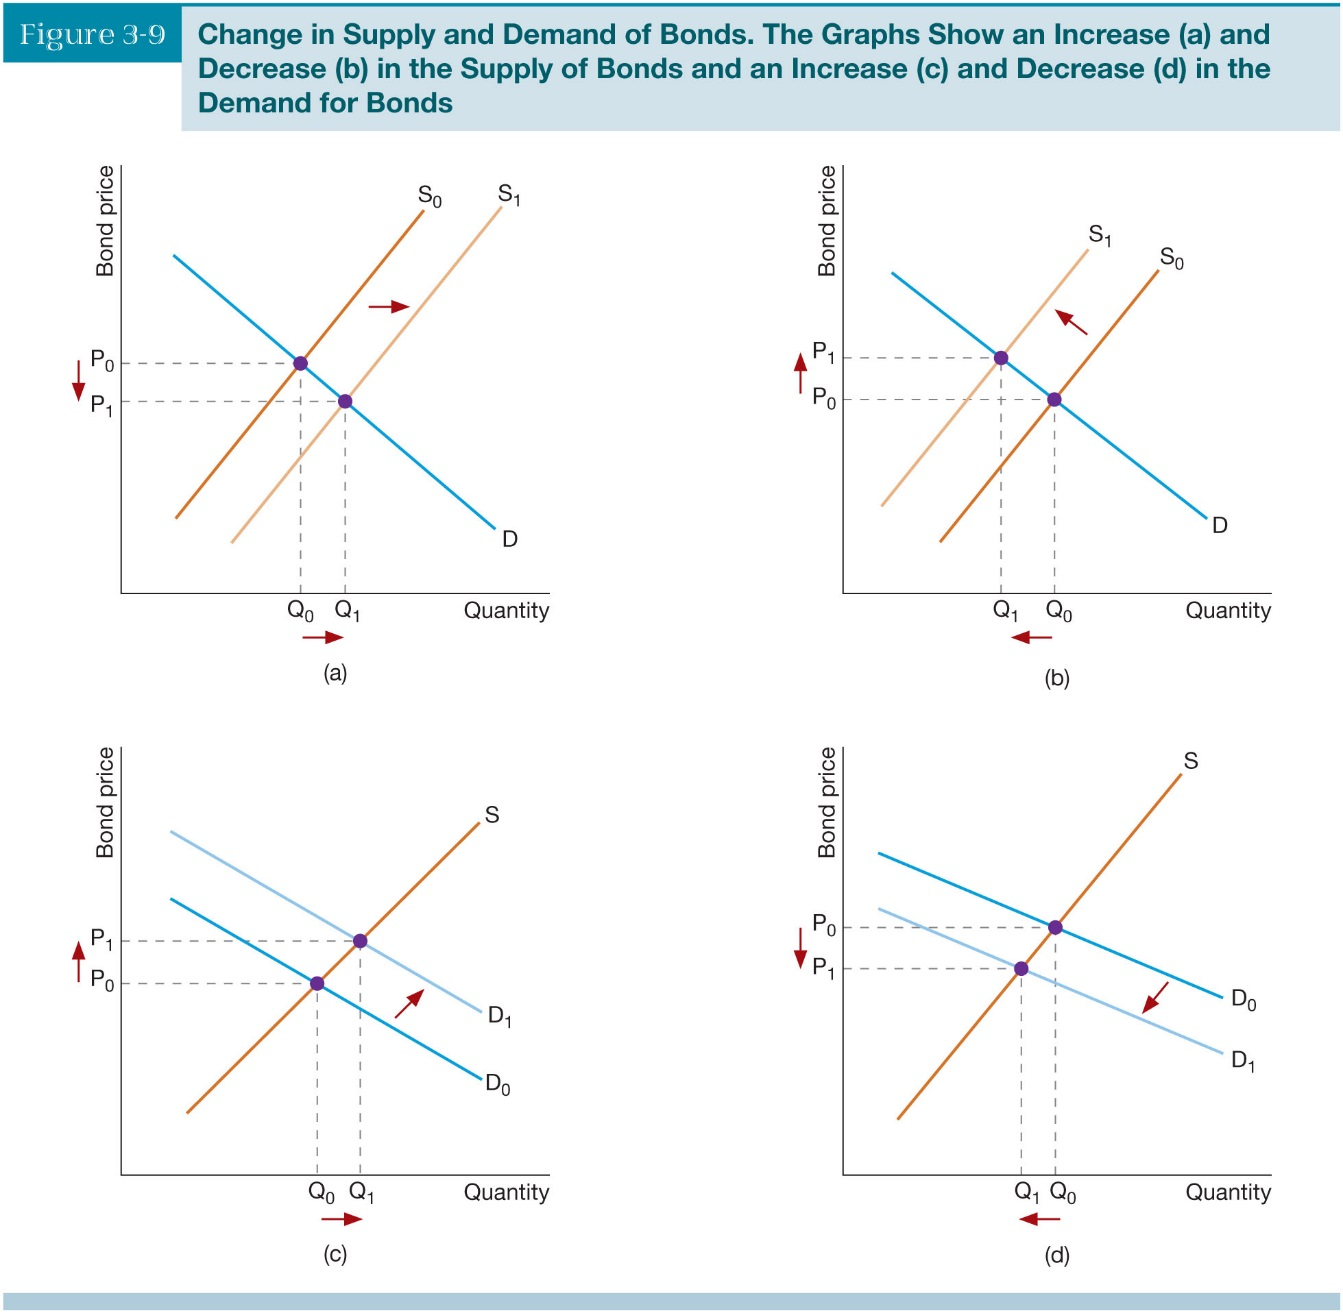 Figure 3-9
Change in Supply and Demand of Bonds. The Graphs Show an Increase (a) and
Decrease (b) in the Supply of Bonds and an Increase (c) and Decrease (d) in the
Demand for Bonds
Bond price
S₀
S₁
P₀
P₁
D
Q₀
Q₁
Quantity
(a)
Bond price
S₁
S₀
P₁
P₀
D
Q₁
Q₀
Quantity
(b)
Bond price
S
P₁
P₀
D₁
D₀
Q₀
Q₁
Quantity
(c)
Bond price
S
P₀
P₁
D₀
D₁
Q₁
Q₀
Quantity
(d)